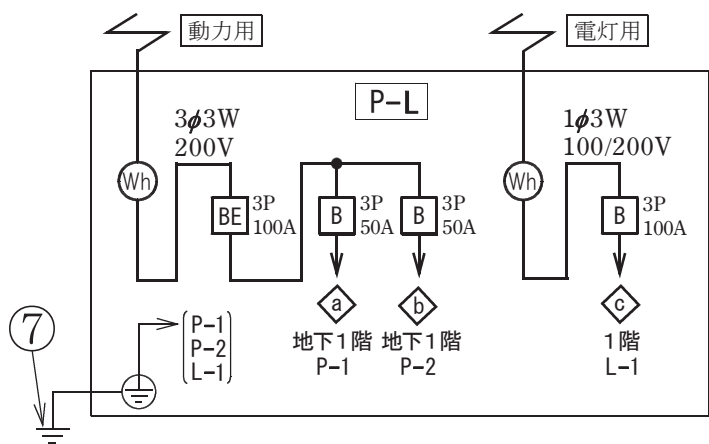 動力用
電灯用
P-L
3φ3W
200V
1φ3W
100/200V
Wh
BE
3P
100A
B
3P
50A
B
3P
50A
Wh
B
3P
100A
a
b
c
地下1階
P-1
地下1階
P-2
1階
L-1
P-1
P-2
L-1
7